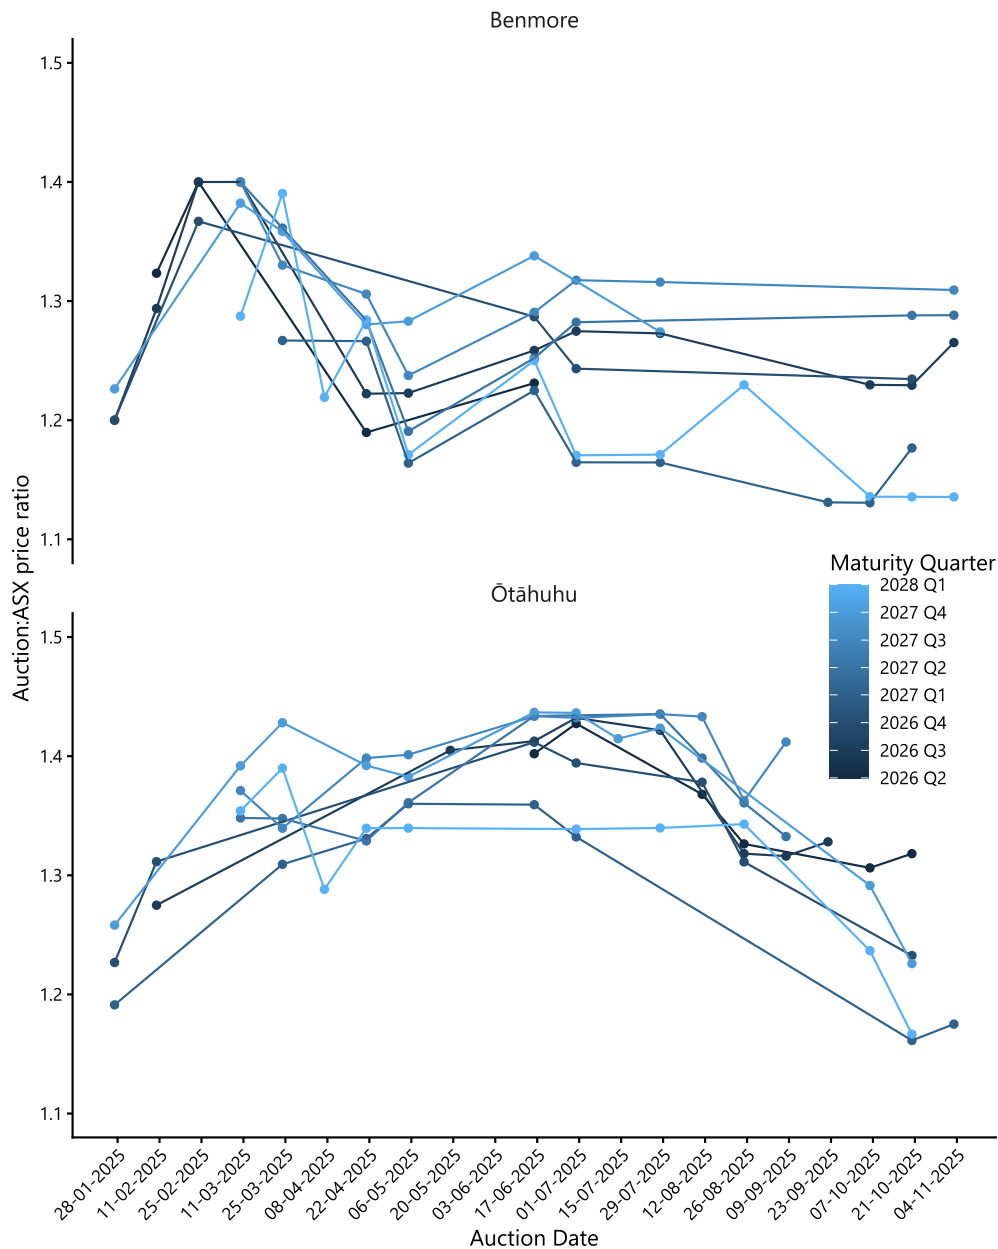 Benmore
1.5
1.4
1.3
1.2
1.1
Auction:ASX price ratio
Maturity Quarter
2028 Q1
2027 Q4
2027 Q3
2027 Q2
2027 Q1
2026 Q4
2026 Q3
2026 Q2
Ōtāhuhu
1.5
1.4
1.3
1.2
1.1
28-01-2025
11-02-2025
25-02-2025
11-03-2025
25-03-2025
08-04-2025
22-04-2025
06-05-2025
20-05-2025
03-06-2025
17-06-2025
01-07-2025
15-07-2025
29-07-2025
12-08-2025
26-08-2025
09-09-2025
23-09-2025
07-10-2025
21-10-2025
04-11-2025
Auction Date